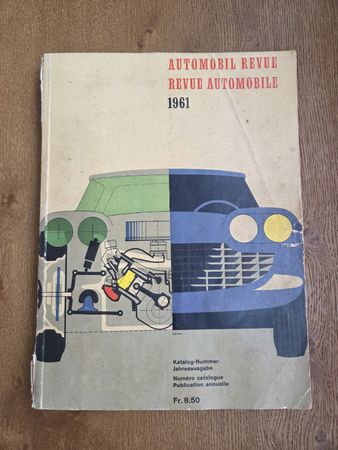 AUTOMOBIL REVUE
REVUE AUTOMOBILE
1961
Katalog-Nummer
Jahresausgabe
Numéro catalogue
Publication annuelle
Fr. 8.50